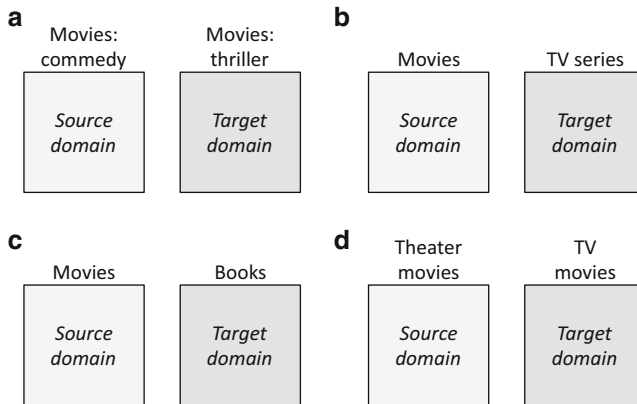 a
Movies:
commedy
Movies:
thriller
Source
domain
Target
domain
b
Movies
TV series
Source
domain
Target
domain
c
Movies
Books
Source
domain
Target
domain
d
Theater
movies
TV
movies
Source
domain
Target
domain